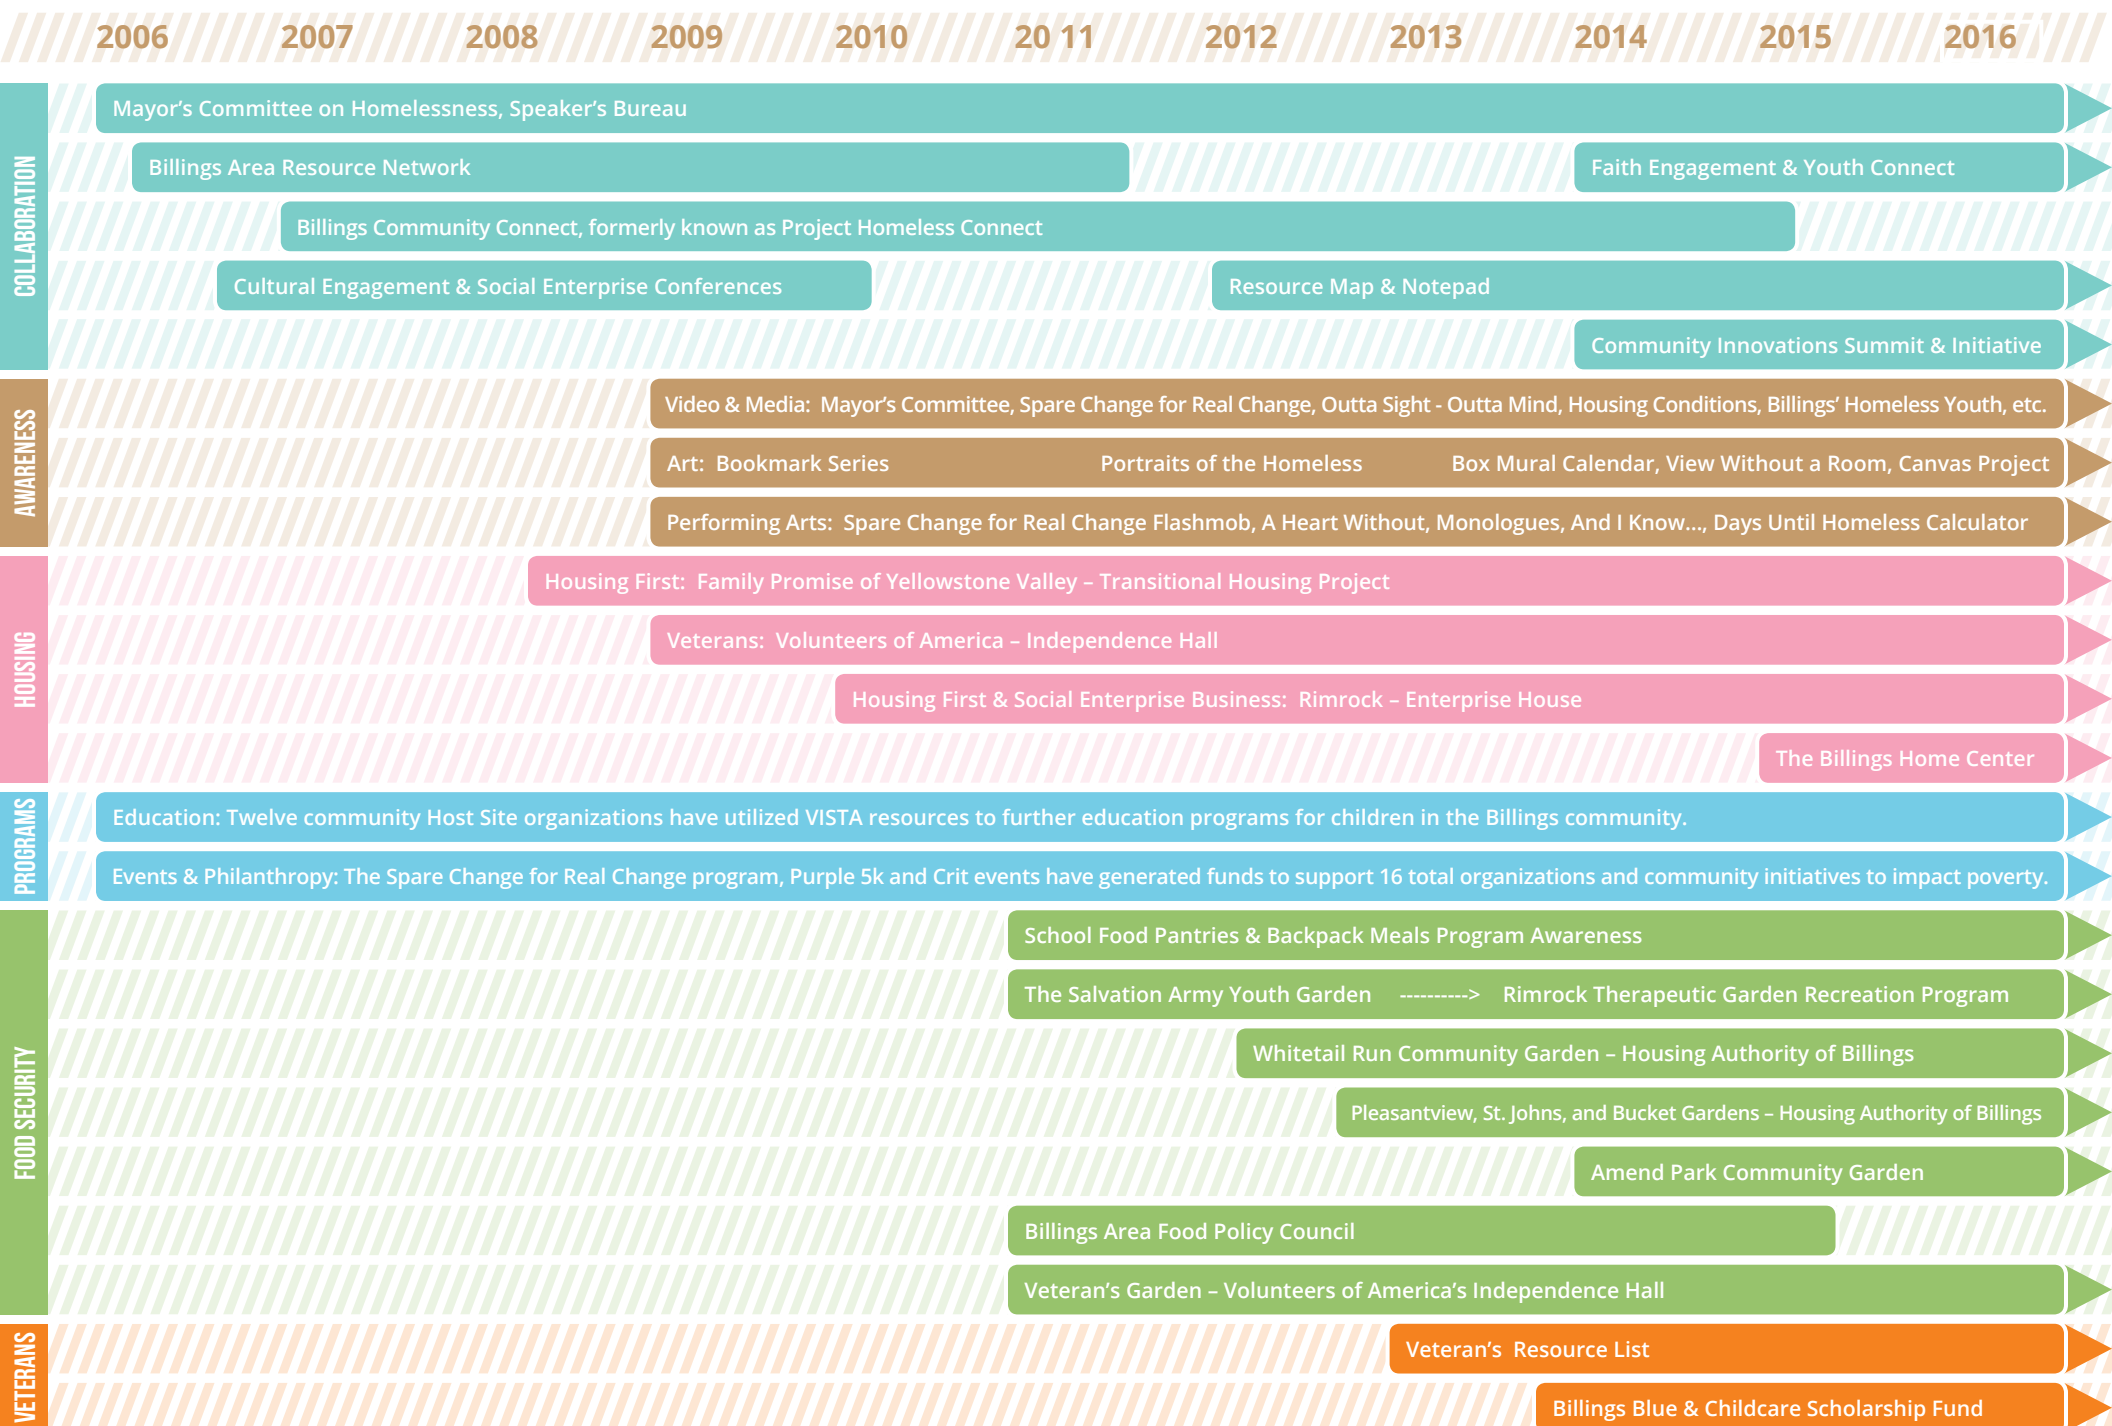 2006 2007 2008 2009 2010 20 11 2012 2013 2014 2015 2016
COLLABORATION
Mayor’s Committee on Homelessness, Speaker’s Bureau
Billings Area Resource Network
Faith Engagement & Youth Connect
Billings Community Connect, formerly known as Project Homeless Connect
Cultural Engagement & Social Enterprise Conferences
Resource Map & Notepad
Community Innovations Summit & Initiative
AWARENESS
Video & Media: Mayor’s Committee, Spare Change for Real Change, Outta Sight - Outta Mind, Housing Conditions, Billings’ Homeless Youth, etc.
Art: Bookmark Series Portraits of the Homeless Box Mural Calendar, View Without a Room, Canvas Project
Performing Arts: Spare Change for Real Change Flashmob, A Heart Without, Monologues, And I Know..., Days Until Homeless Calculator
HOUSING
Housing First: Family Promise of Yellowstone Valley – Transitional Housing Project
Veterans: Volunteers of America – Independence Hall
Housing First & Social Enterprise Business: Rimrock – Enterprise House
The Billings Home Center
PROGRAMS
Education: Twelve community Host Site organizations have utilized VISTA resources to further education programs for children in the Billings community.
Events & Philanthropy: The Spare Change for Real Change program, Purple 5k and Crit events have generated funds to support 16 total organizations and community initiatives to impact poverty.
FOOD SECURITY
School Food Pantries & Backpack Meals Program Awareness
The Salvation Army Youth Garden ----------> Rimrock Therapeutic Garden Recreation Program
Whitetail Run Community Garden – Housing Authority of Billings
Pleasantview, St. Johns, and Bucket Gardens – Housing Authority of Billings
Amend Park Community Garden
Billings Area Food Policy Council
Veteran’s Garden – Volunteers of America’s Independence Hall
VETERANS
Veteran’s Resource List
Billings Blue & Childcare Scholarship Fund